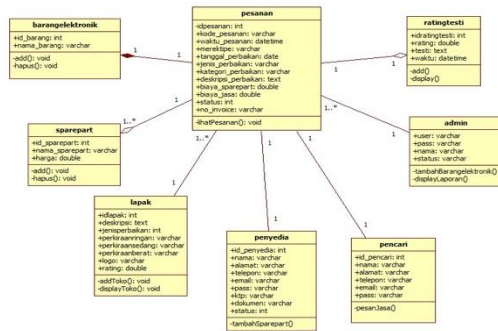 pesanan
+idpesanan: int
+kode_pesanan: varchar
+waktu_pesanan: datetime
+merektipe: varchar
+tanggal_perbaikan: date
+jenis_perbaikan: varchar
+kategori_perbaikan: varchar
+deskripsi_perbaikan: text
+biaya_sparepart: double
+biaya_jasa: double
+status: int
+no_invoice: varchar
-lihatPesanan(): void
barangelektronik
+id_barang: int
+nama_barang: varchar
-add(): void
-hapus(): void
ratingtesti
+idratingtesti: int
+rating: double
+testi: text
+waktu: datetime
-add()
-display()
sparepart
+id_sparepart: int
+nama_sparepart: varchar
+harga: double
-add(): void
-hapus(): void
admin
+user: varchar
+pass: varchar
+nama: varchar
+status: varchar
-tambahBarangelektronik()
-displayLaporan()
lapak
+idlapak: int
+deskripsi: text
+jenisperbaikan: int
+perkiraanringan: varchar
+perkiraansedang: varchar
+perkiraanberat: varchar
+logo: varchar
+rating: double
-addToko(): void
-displayToko(): void
penyedia
+id_penyedia: int
+nama: varchar
+alamat: varchar
+telepon: varchar
+email: varchar
+pass: varchar
+ktp: varchar
+dokumen: varchar
+status: int
-tambahSparepart()
pencari
+id_pencari: int
+nama: varchar
+alamat: varchar
+telepon: varchar
+email: varchar
+pass: varchar
-pesanJasa()
1
1
1
1
1..*
1
1..*
1
1..*
1
1..*
1
1
1